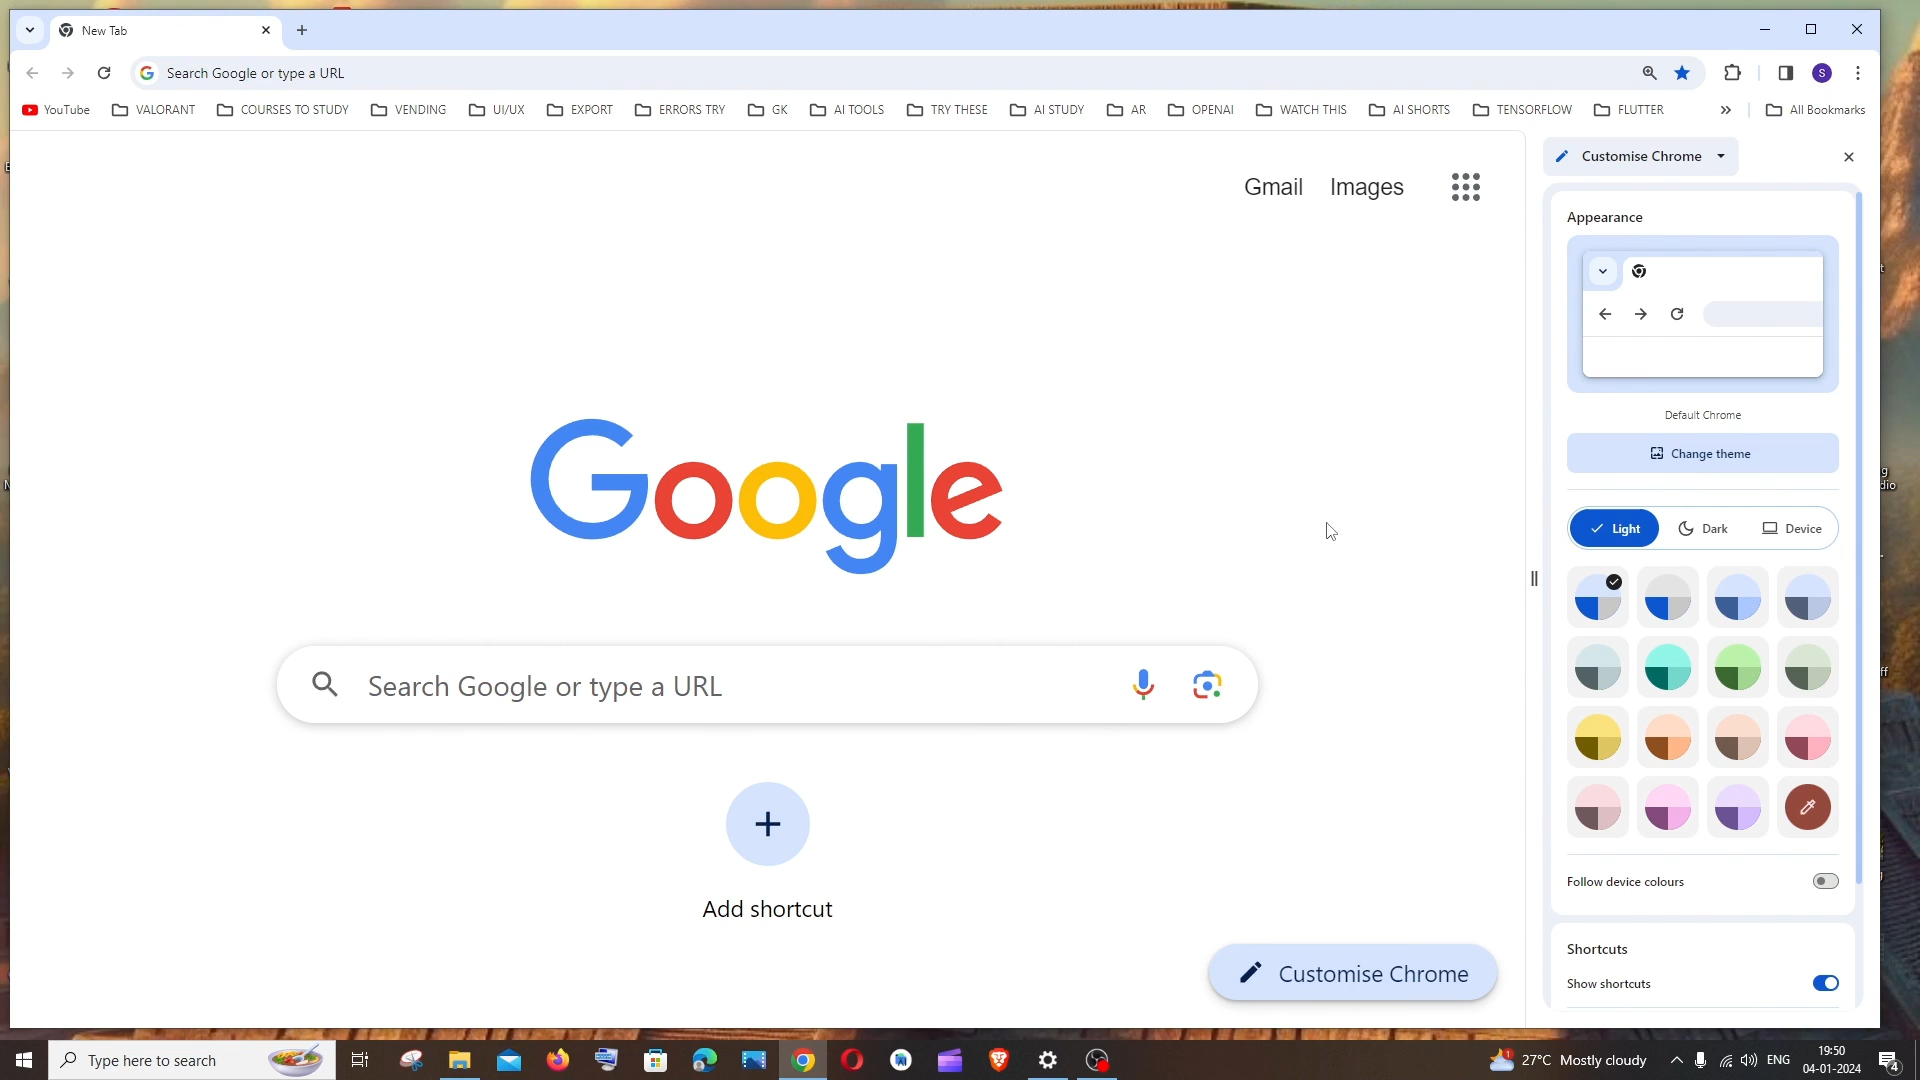 New Tab
Search Google or type a URL
YouTube VALORANT COURSES TO STUDY VENDING UI/UX EXPORT ERRORS TRY GK AI TOOLS TRY THESE AI STUDY AR OPENAI WATCH THIS AI SHORTS TENSORFLOW FLUTTER » All Bookmarks
S
Customise Chrome
Gmail Images
Appearance
Default Chrome
Change theme
Light Dark Device
Google
Search Google or type a URL
Add shortcut
Customise Chrome
Follow device colours
Shortcuts
Show shortcuts
Type here to search
27°C Mostly cloudy
ENG
19:50
04-01-2024
4